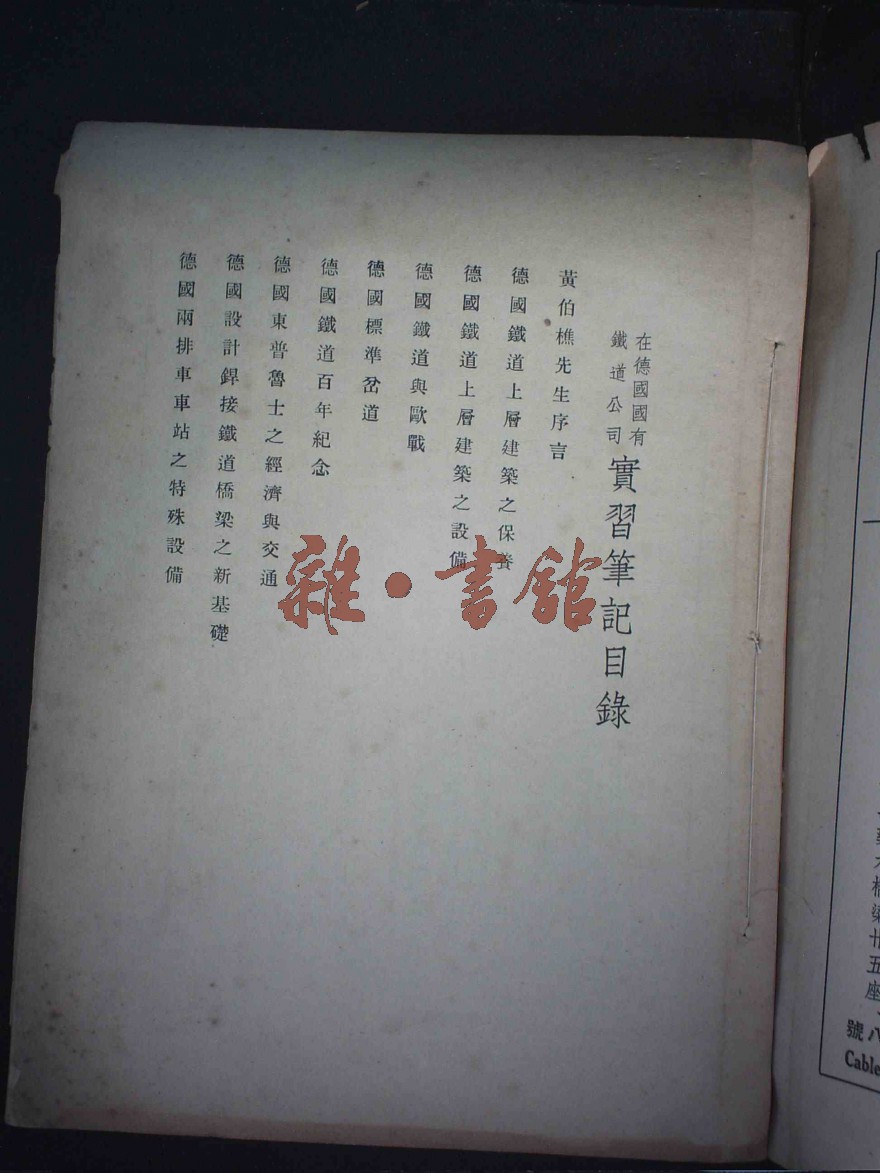 在德國國有
鐵道公司
實習筆記目錄
黃伯樵先生序言
德國鐵道上層建築之保養
德國鐵道上層建築之設備
德國鐵道與歐戰
德國標準岔道
德國鐵道百年紀念
德國東普魯士之經濟與交通
德國設計銲接鐵道橋梁之新基礎
德國兩排車車站之特殊設備
雜·書館
梁廿五座
號八
Cable